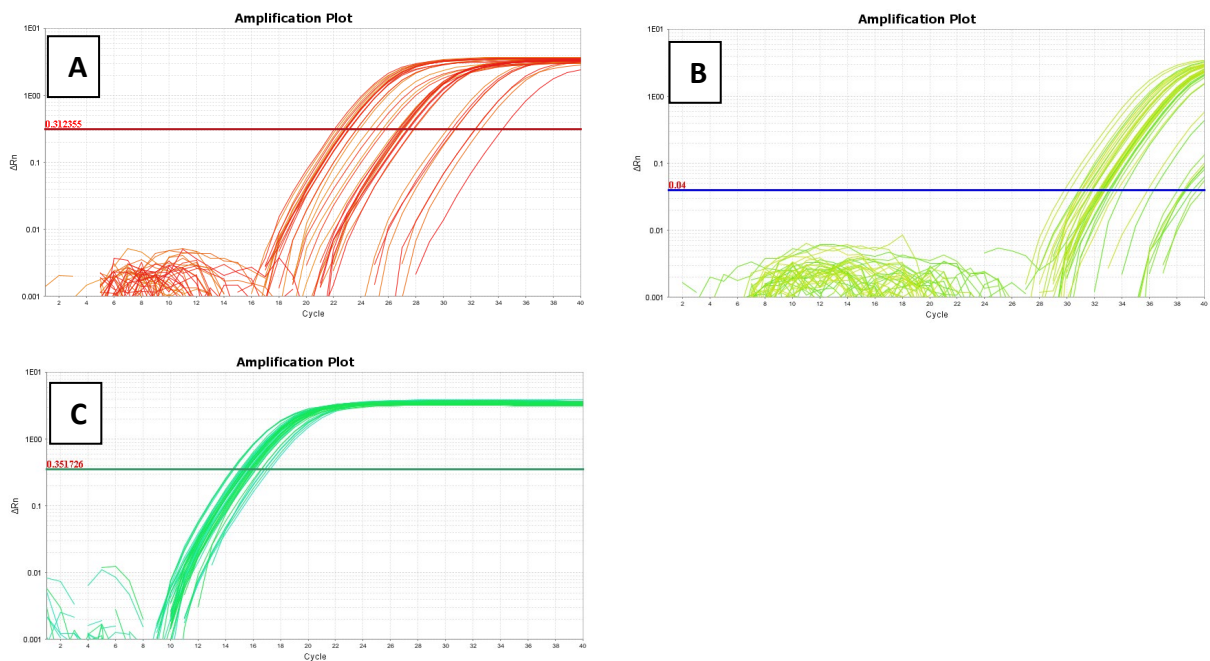 Amplification Plot
A
1E01
1E00
0.312355
0.1
0.01
0.001
ΔRn
2 4 6 8 10 12 14 16 18 20 22 24 26 28 30 32 34 36 38 40
Cycle
Amplification Plot
B
1E01
1E00
0.1
0.04
0.01
0.001
ΔRn
2 4 6 8 10 12 14 16 18 20 22 24 26 28 30 32 34 36 38 40
Cycle
Amplification Plot
C
1E01
1E00
0.351726
0.1
0.01
0.001
ΔRn
2 4 6 8 10 12 14 16 18 20 22 24 26 28 30 32 34 36 38 40
Cycle